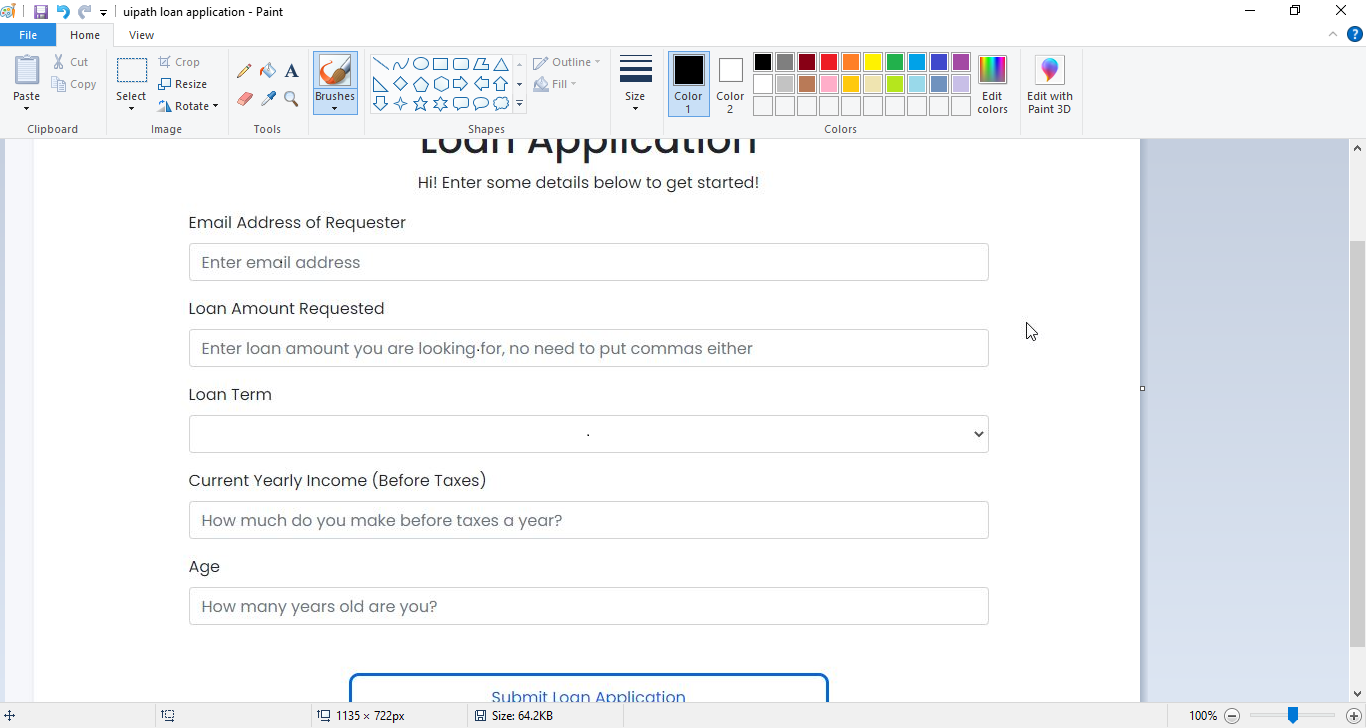 uipath loan application - Paint
File Home View
Paste
Cut
Copy
Clipboard
Select
Crop
Resize
Rotate
Image
Tools
Brushes
Shapes
Outline
Fill
Size
Color 1
Color 2
Colors
Edit colors
Edit with Paint 3D
Loan Application
Hi! Enter some details below to get started!
Email Address of Requester
Enter email address
Loan Amount Requested
Enter loan amount you are looking for, no need to put commas either
Loan Term
Current Yearly Income (Before Taxes)
How much do you make before taxes a year?
Age
How many years old are you?
Submit Loan Application
1135 × 722px
Size: 64.2KB
100%